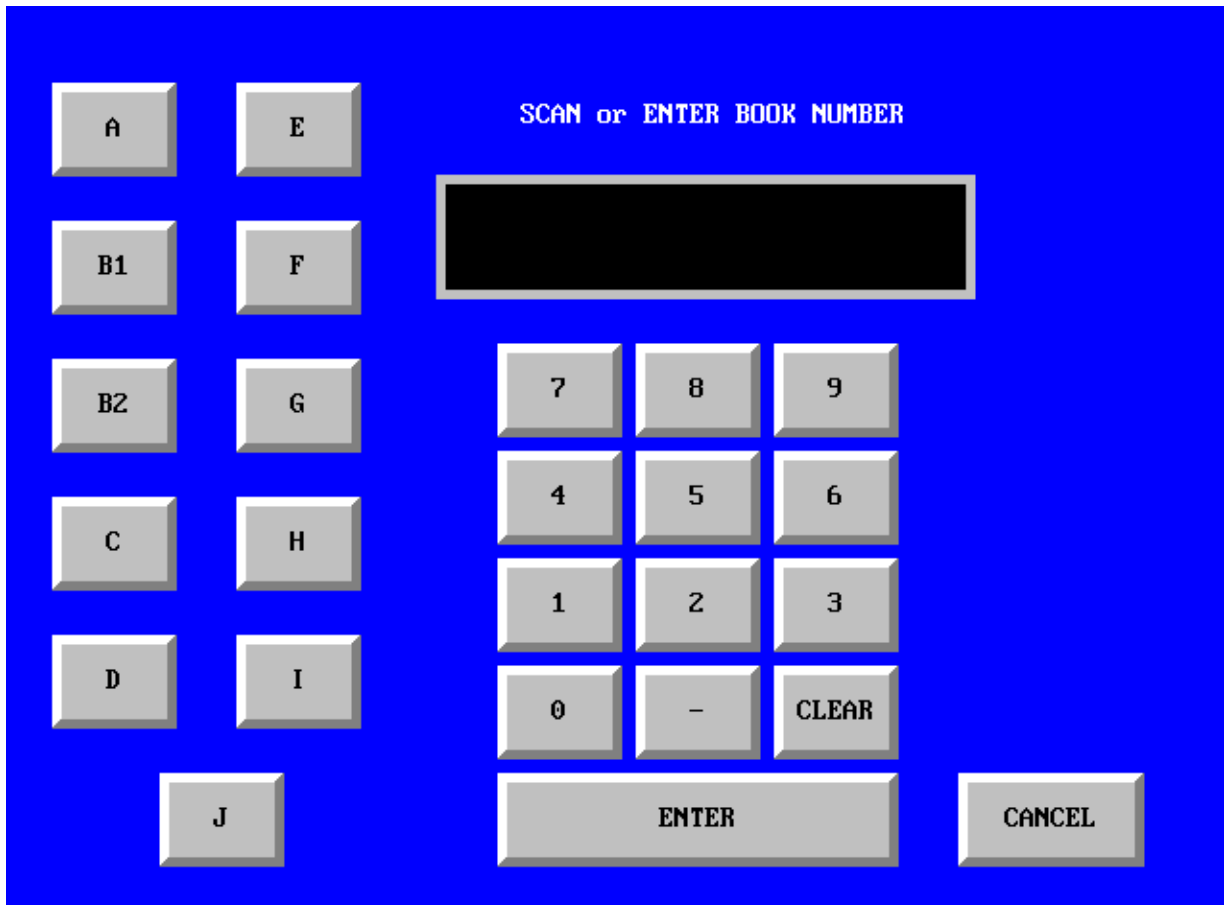 SCAN or ENTER BOOK NUMBER
A E
B1 F
B2 G
C H
D I
J
7 8 9
4 5 6
1 2 3
0 - CLEAR
ENTER
CANCEL